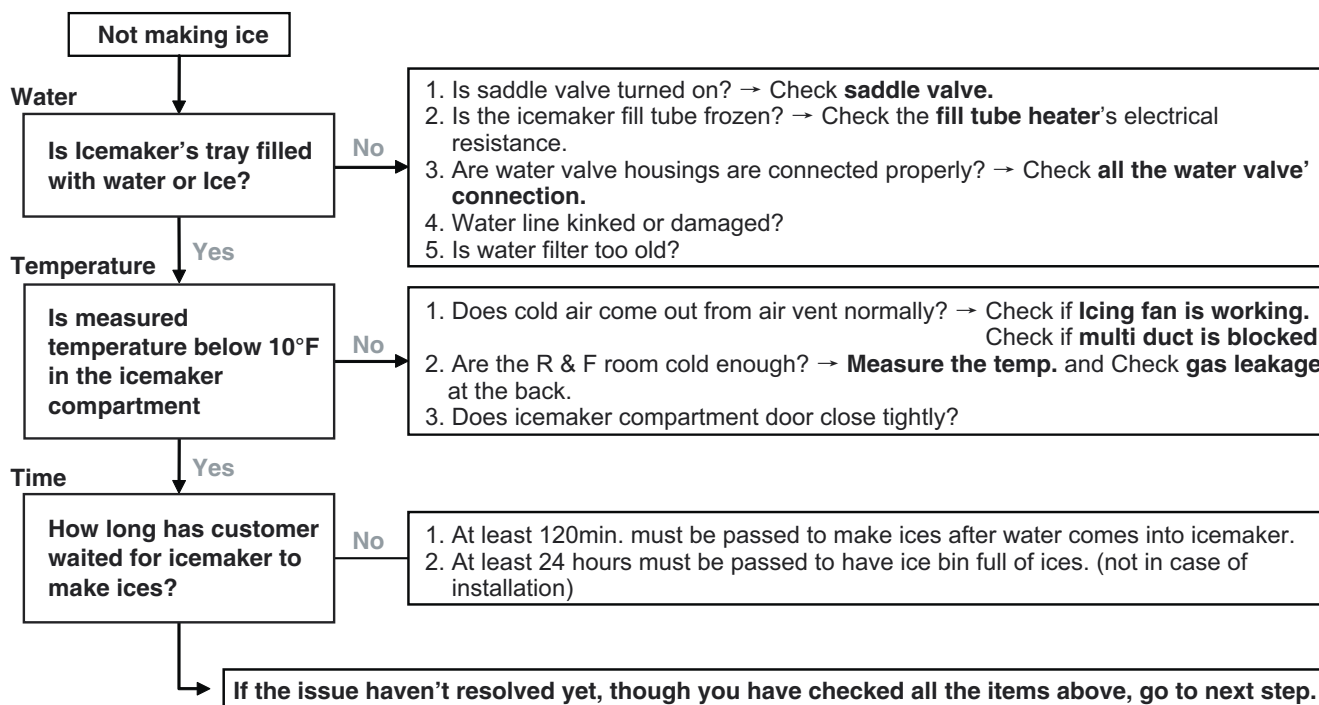 Not making ice
Water
Is Icemaker's tray filled
with water or Ice?
No
1. Is saddle valve turned on? → Check saddle valve.
2. Is the icemaker fill tube frozen? → Check the fill tube heater's electrical
resistance.
3. Are water valve housings are connected properly? → Check all the water valve'
connection.
4. Water line kinked or damaged?
5. Is water filter too old?
Yes
Temperature
Is measured
temperature below 10°F
in the icemaker
compartment
No
1. Does cold air come out from air vent normally? → Check if Icing fan is working.
Check if multi duct is blocked
2. Are the R & F room cold enough? → Measure the temp. and Check gas leakage
at the back.
3. Does icemaker compartment door close tightly?
Yes
Time
How long has customer
waited for icemaker to
make ices?
No
1. At least 120min. must be passed to make ices after water comes into icemaker.
2. At least 24 hours must be passed to have ice bin full of ices. (not in case of
installation)
If the issue haven't resolved yet, though you have checked all the items above, go to next step.